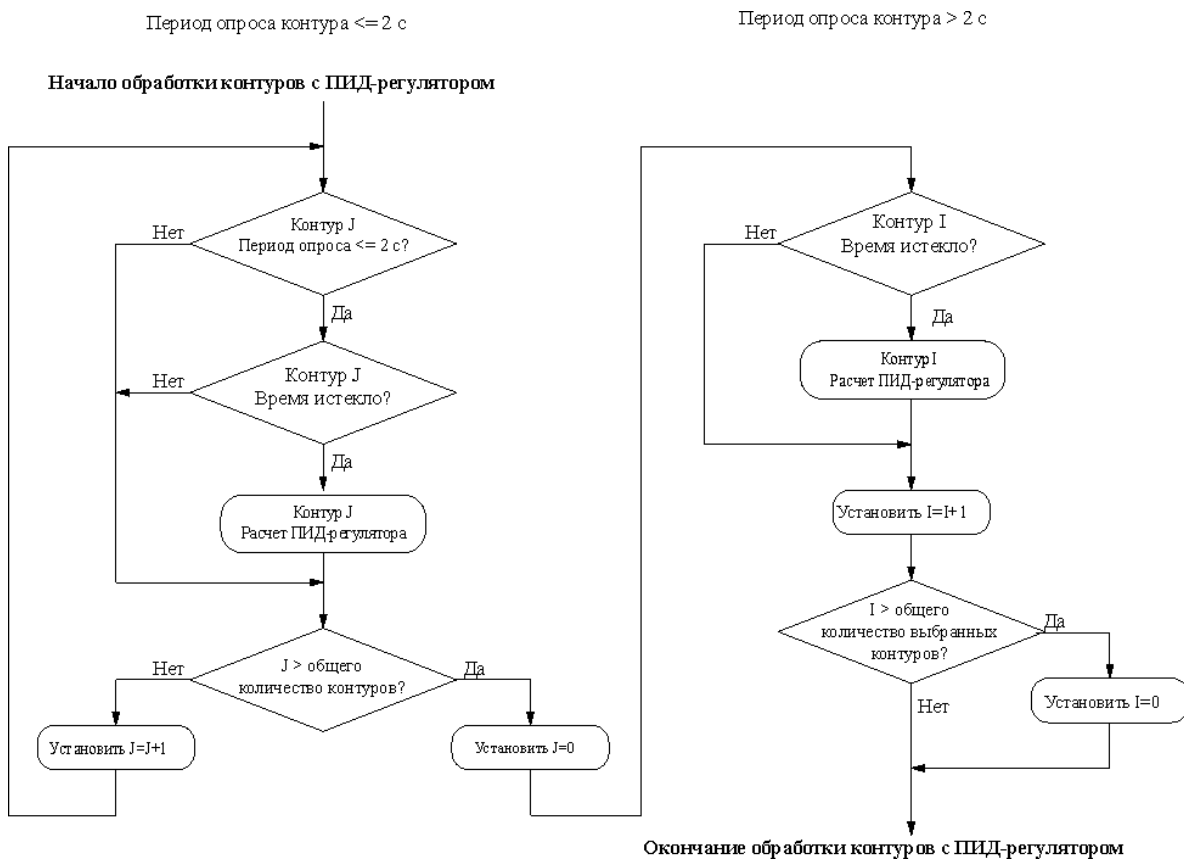 Период опроса контура <= 2 с
Период опроса контура > 2 с
Начало обработки контуров с ПИД-регулятором
Контур J
Период опроса <= 2 с?
Нет
Да
Контур J
Время истекло?
Нет
Да
Контур J
Расчет ПИД-регулятора
J > общего
количество контуров?
Нет
Да
Установить J=J+1
Установить J=0
Контур I
Время истекло?
Нет
Да
Контур I
Расчет ПИД-регулятора
Установить I=I+1
I > общего
количество выбранных
контуров?
Да
Нет
Установить I=0
Окончание обработки контуров с ПИД-регулятором